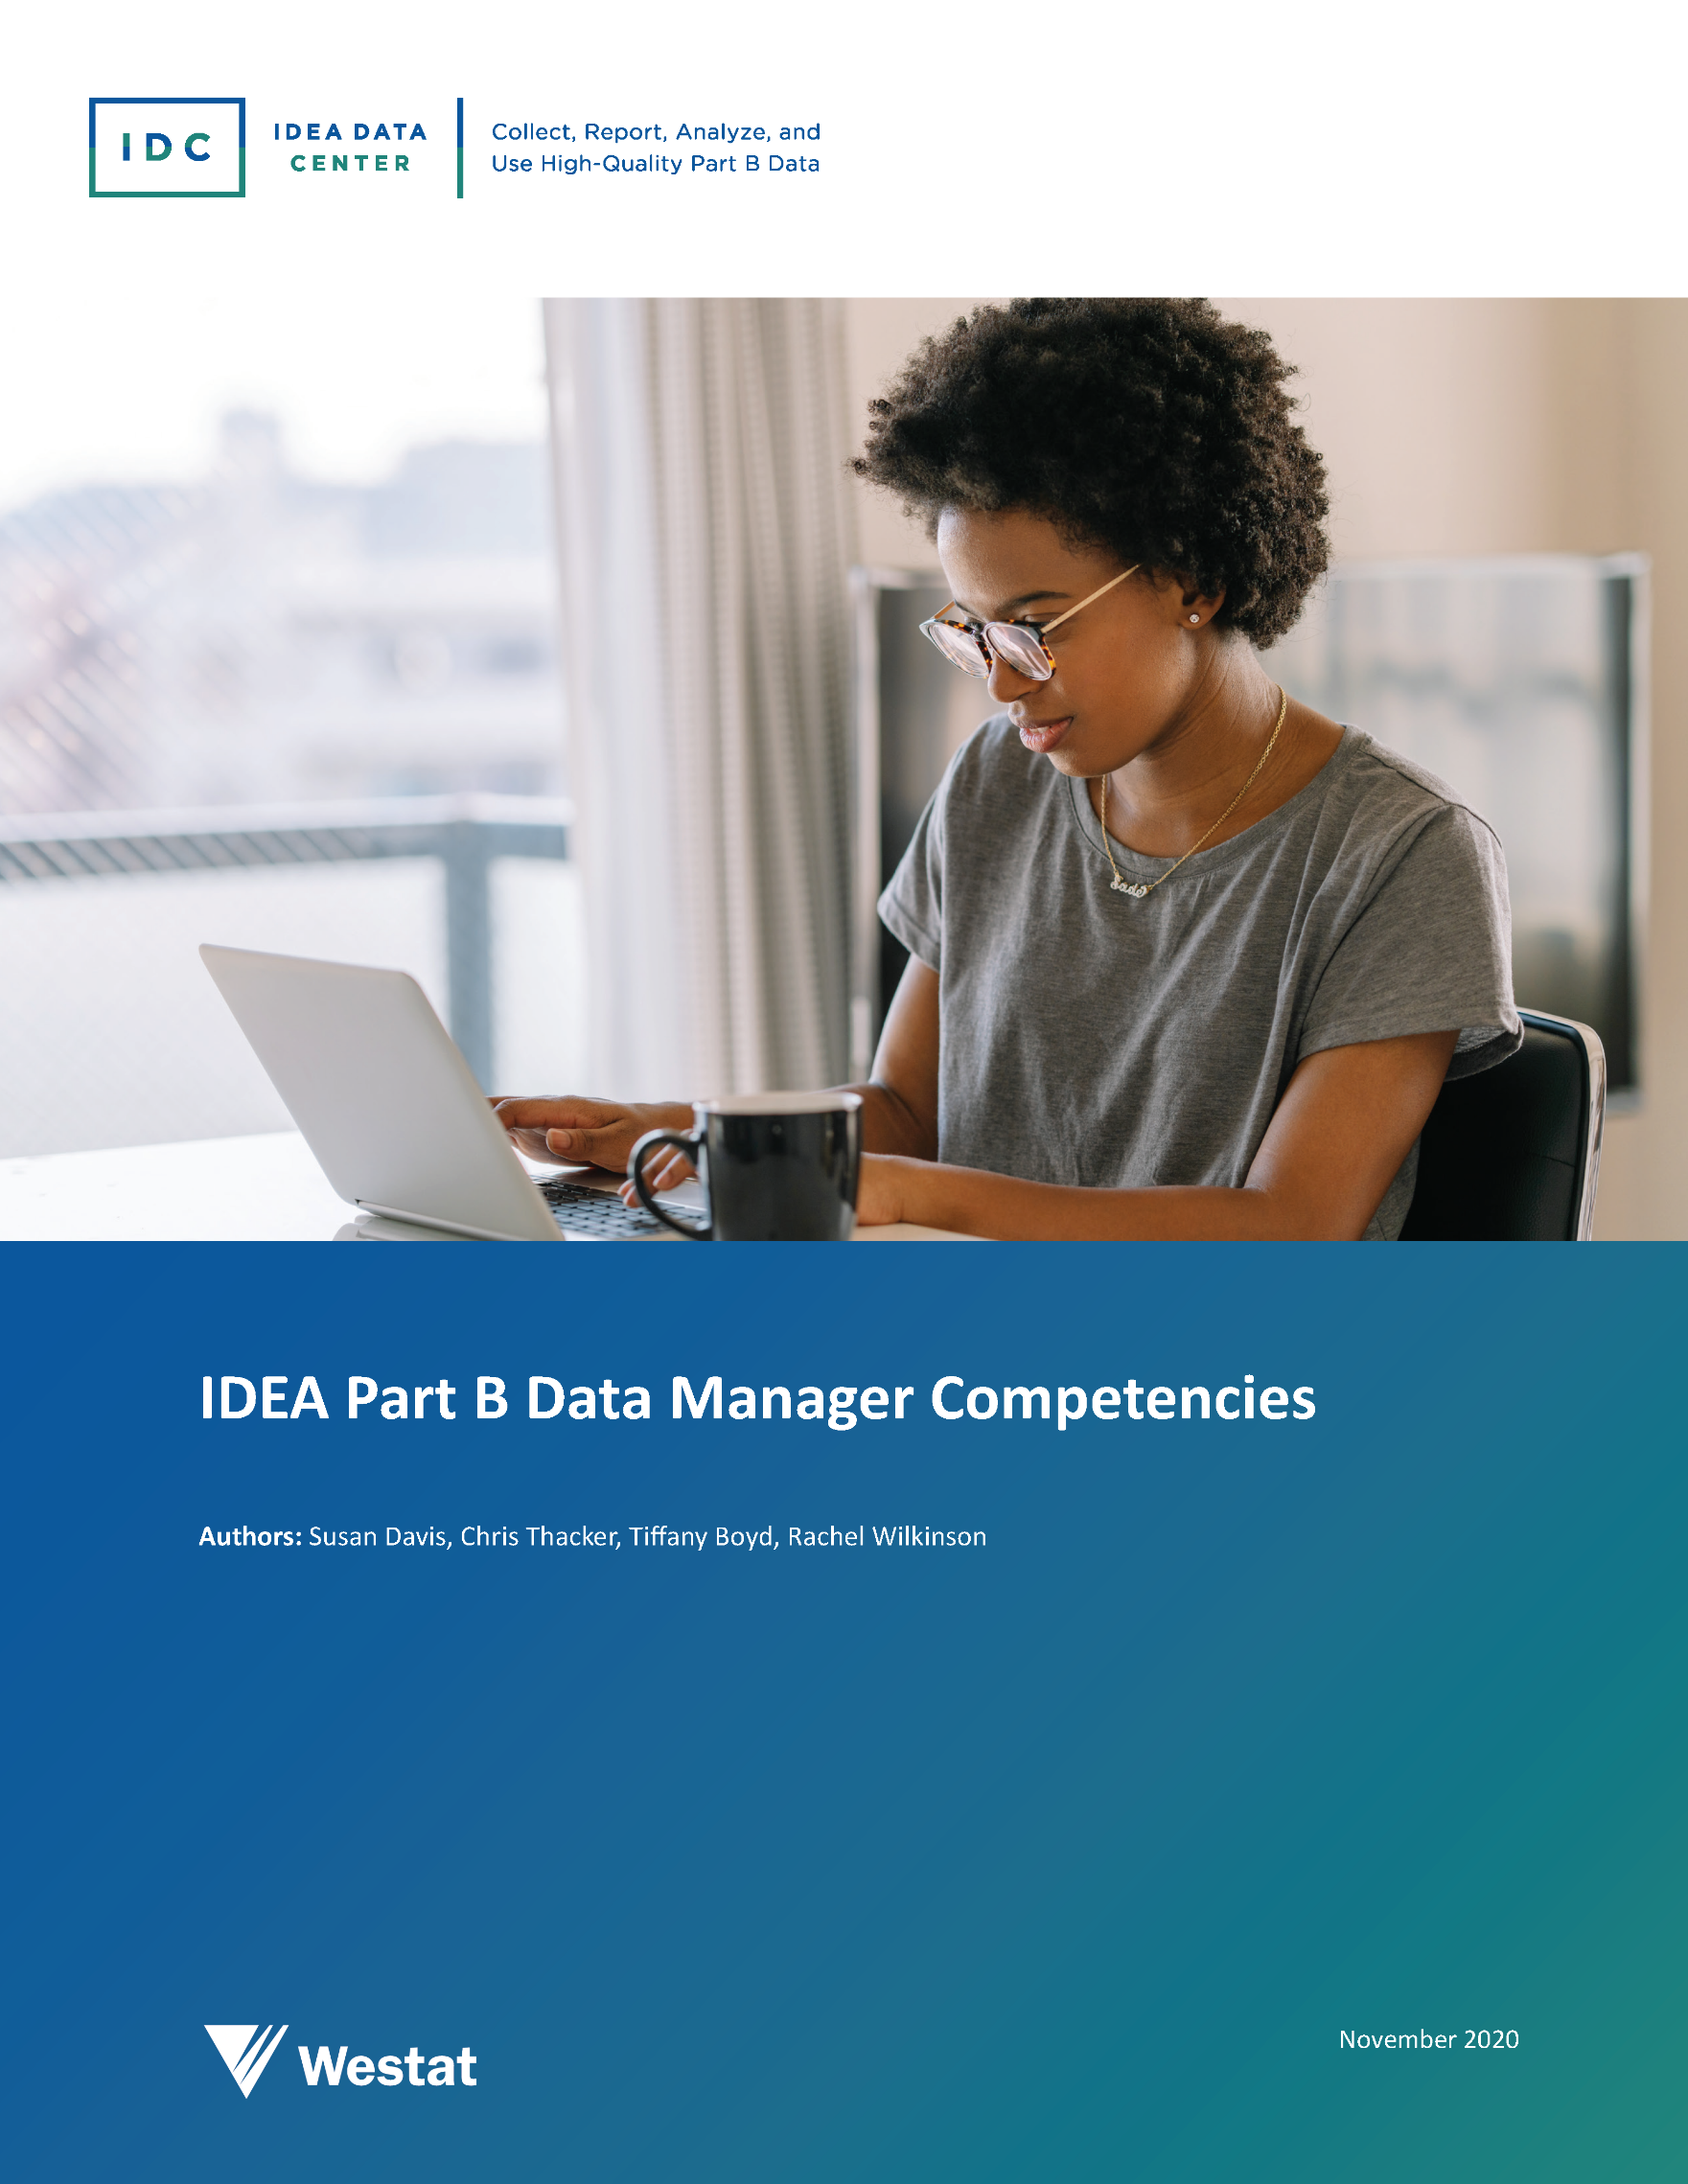 IDC
IDEA DATA
CENTER
Collect, Report, Analyze, and
Use High-Quality Part B Data
Sade
IDEA Part B Data Manager Competencies
Authors: Susan Davis, Chris Thacker, Tiffany Boyd, Rachel Wilkinson
Westat
November 2020